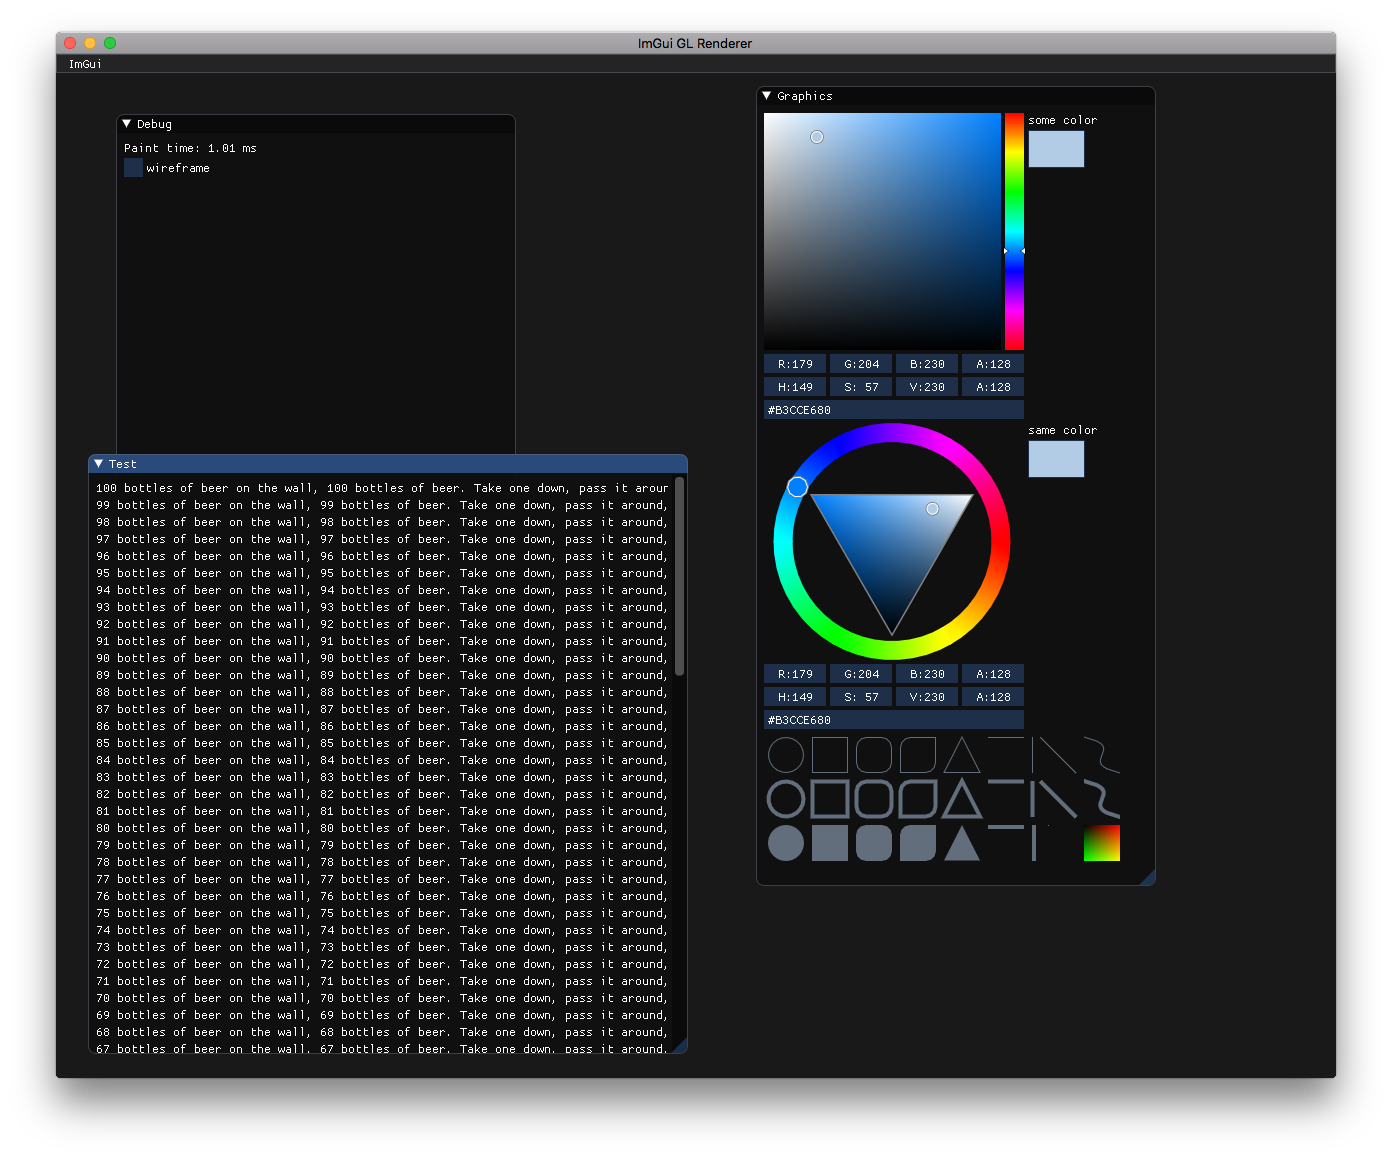 ImGui GL Renderer
ImGui
Debug
Paint time: 1.01 ms
wireframe
Test
100 bottles of beer on the wall, 100 bottles of beer. Take one down, pass it arour
99 bottles of beer on the wall, 99 bottles of beer. Take one down, pass it around,
98 bottles of beer on the wall, 98 bottles of beer. Take one down, pass it around,
97 bottles of beer on the wall, 97 bottles of beer. Take one down, pass it around,
96 bottles of beer on the wall, 96 bottles of beer. Take one down, pass it around,
95 bottles of beer on the wall, 95 bottles of beer. Take one down, pass it around,
94 bottles of beer on the wall, 94 bottles of beer. Take one down, pass it around,
93 bottles of beer on the wall, 93 bottles of beer. Take one down, pass it around,
92 bottles of beer on the wall, 92 bottles of beer. Take one down, pass it around,
91 bottles of beer on the wall, 91 bottles of beer. Take one down, pass it around,
90 bottles of beer on the wall, 90 bottles of beer. Take one down, pass it around,
89 bottles of beer on the wall, 89 bottles of beer. Take one down, pass it around,
88 bottles of beer on the wall, 88 bottles of beer. Take one down, pass it around,
87 bottles of beer on the wall, 87 bottles of beer. Take one down, pass it around,
86 bottles of beer on the wall, 86 bottles of beer. Take one down, pass it around,
85 bottles of beer on the wall, 85 bottles of beer. Take one down, pass it around,
84 bottles of beer on the wall, 84 bottles of beer. Take one down, pass it around,
83 bottles of beer on the wall, 83 bottles of beer. Take one down, pass it around,
82 bottles of beer on the wall, 82 bottles of beer. Take one down, pass it around,
81 bottles of beer on the wall, 81 bottles of beer. Take one down, pass it around,
80 bottles of beer on the wall, 80 bottles of beer. Take one down, pass it around,
79 bottles of beer on the wall, 79 bottles of beer. Take one down, pass it around,
78 bottles of beer on the wall, 78 bottles of beer. Take one down, pass it around,
77 bottles of beer on the wall, 77 bottles of beer. Take one down, pass it around,
76 bottles of beer on the wall, 76 bottles of beer. Take one down, pass it around,
75 bottles of beer on the wall, 75 bottles of beer. Take one down, pass it around,
74 bottles of beer on the wall, 74 bottles of beer. Take one down, pass it around,
73 bottles of beer on the wall, 73 bottles of beer. Take one down, pass it around,
72 bottles of beer on the wall, 72 bottles of beer. Take one down, pass it around,
71 bottles of beer on the wall, 71 bottles of beer. Take one down, pass it around,
70 bottles of beer on the wall, 70 bottles of beer. Take one down, pass it around,
69 bottles of beer on the wall, 69 bottles of beer. Take one down, pass it around,
68 bottles of beer on the wall, 68 bottles of beer. Take one down, pass it around,
67 bottles of beer on the wall, 67 bottles of beer. Take one down, pass it around,
Graphics
some color
R:179 G:204 B:230 A:128
H:149 S: 57 V:230 A:128
#B3CCE680
same color
R:179 G:204 B:230 A:128
H:149 S: 57 V:230 A:128
#B3CCE680